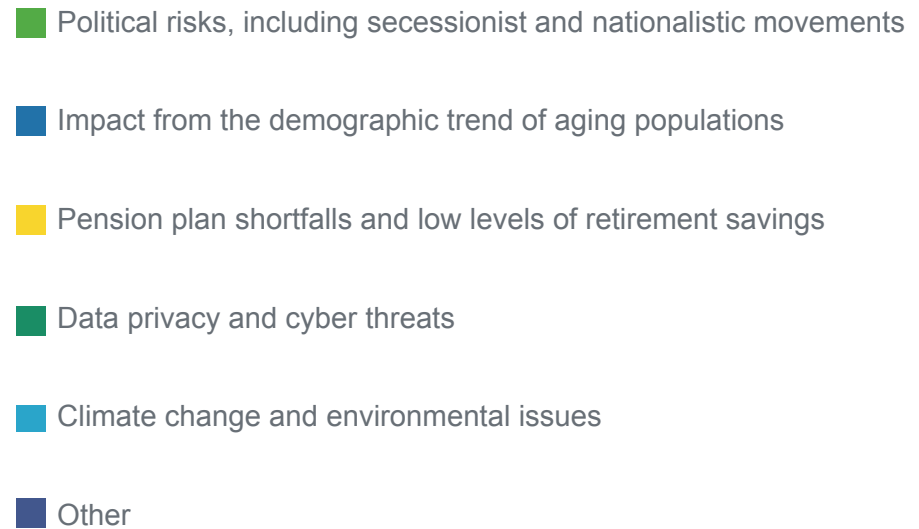 Political risks, including secessionist and nationalistic movements
Impact from the demographic trend of aging populations
Pension plan shortfalls and low levels of retirement savings
Data privacy and cyber threats
Climate change and environmental issues
Other